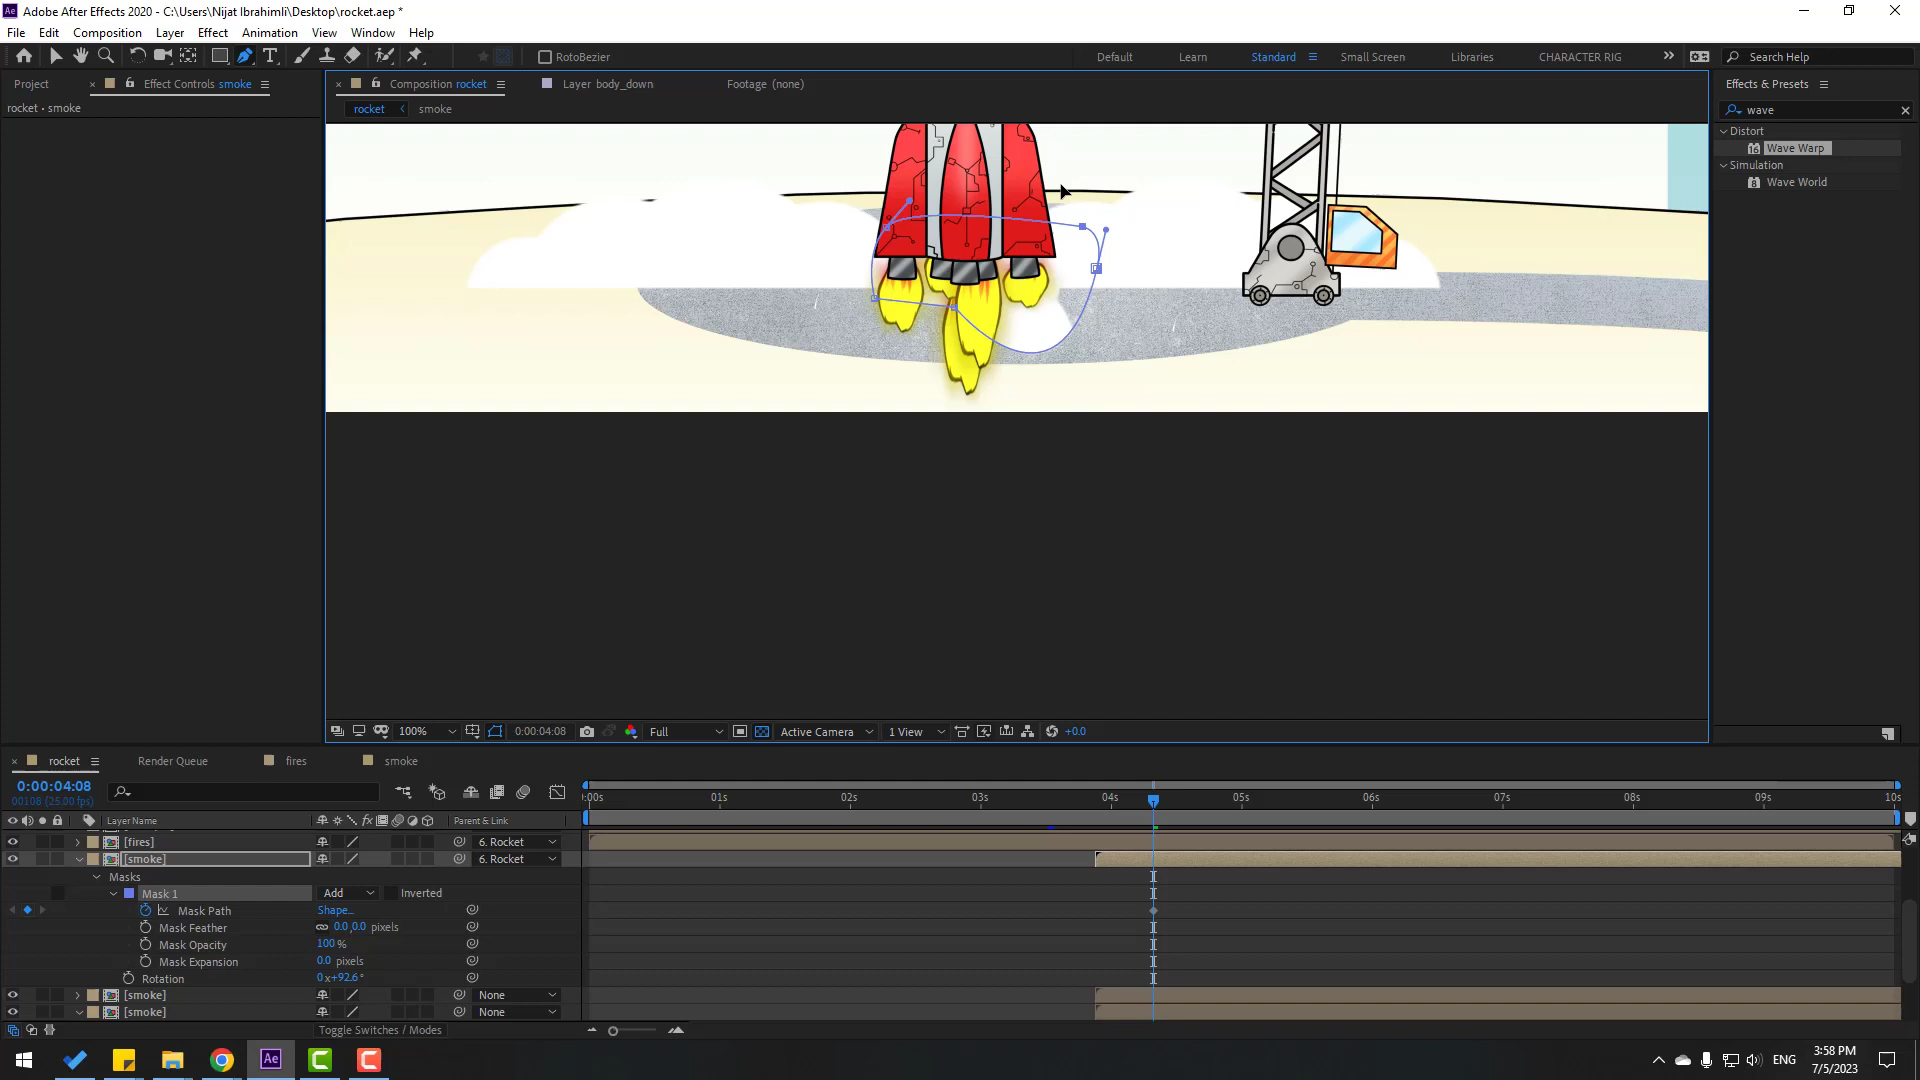 Adobe After Effects 2020 - C:\Users\Nijat Ibrahimli\Desktop\rocket.aep *
File Edit Composition Layer Effect Animation View Window Help
RotoBezier Default Learn Standard Small Screen Libraries CHARACTER RIG Search Help
Project Effect Controls smoke Composition rocket Layer body_down Footage (none) Effects & Presets
rocket • smoke
rocket smoke
wave
Distort
Wave Warp
Simulation
Wave World
100% 0:00:04:08 Full Active Camera 1 View +0.0
rocket Render Queue fires smoke
0:00:04:08
00108 (25.00 fps)
:00s 01s 02s 03s 04s 05s 06s 07s 08s 09s 10s
Layer Name Parent & Link
[fires] 6. Rocket
[smoke] 6. Rocket
Masks
Mask 1 Add Inverted
Mask Path Shape...
Mask Feather 0.0,0.0 pixels
Mask Opacity 100 %
Mask Expansion 0.0 pixels
Rotation 0x+92.6°
[smoke] None
[smoke] None
Toggle Switches / Modes
Ae ENG 3:58 PM
7/5/2023